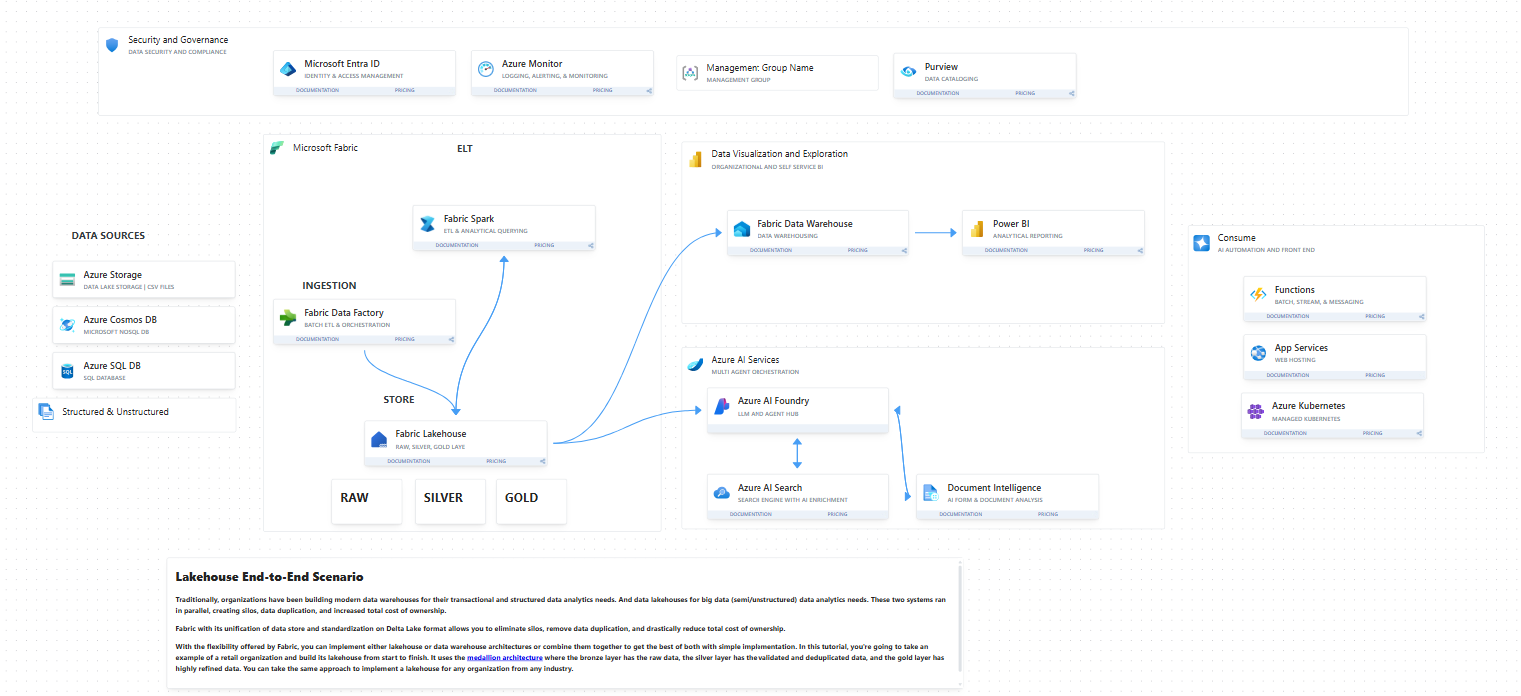 Security and Governance
DATA SECURITY AND COMPLIANCE
Microsoft Entra ID
IDENTITY & ACCESS MANAGEMENT
DOCUMENTATION PRICING
Azure Monitor
LOGGING, ALERTING, & MONITORING
DOCUMENTATION PRICING
Management Group Name
MANAGEMENT GROUP
Purview
DATA CATALOGING
DOCUMENTATION PRICING
DATA SOURCES
Azure Storage
DATA LAKE STORAGE | CSV FILES
Azure Cosmos DB
MICROSOFT NOSQL DB
Azure SQL DB
SQL DATABASE
SQL
Structured & Unstructured
Microsoft Fabric
ELT
Fabric Spark
ETL & ANALYTICAL QUERYING
DOCUMENTATION PRICING
INGESTION
Fabric Data Factory
BATCH ETL & ORCHESTRATION
DOCUMENTATION PRICING
STORE
Fabric Lakehouse
RAW, SILVER, GOLD LAYE
DOCUMENTATION PRICING
RAW
SILVER
GOLD
Data Visualization and Exploration
ORGANIZATIONAL AND SELF SERVICE BI
Fabric Data Warehouse
DATA WAREHOUSING
DOCUMENTATION PRICING
Power BI
ANALYTICAL REPORTING
DOCUMENTATION PRICING
Azure AI Services
MULTI AGENT ORCHESTRATION
Azure AI Foundry
LLM AND AGENT HUB
Azure AI Search
SEARCH ENGINE WITH AI ENRICHMENT
DOCUMENTATION PRICING
Document Intelligence
AI FORM & DOCUMENT ANALYSIS
DOCUMENTATION PRICING
Consume
AI AUTOMATION AND FRONT END
Functions
BATCH, STREAM, & MESSAGING
DOCUMENTATION PRICING
App Services
WEB HOSTING
DOCUMENTATION PRICING
Azure Kubernetes
MANAGED KUBERNETES
DOCUMENTATION PRICING
Lakehouse End-to-End Scenario
Traditionally, organizations have been building modern data warehouses for their transactional and structured data analytics needs. And data lakehouses for big data (semi/unstructured) data analytics needs. These two systems ran
in parallel, creating silos, data duplication, and increased total cost of ownership.
Fabric with its unification of data store and standardization on Delta Lake format allows you to eliminate silos, remove data duplication, and drastically reduce total cost of ownership.
With the flexibility offered by Fabric, you can implement either lakehouse or data warehouse architectures or combine them together to get the best of both with simple implementation. In this tutorial, you're going to take an
example of a retail organization and build its lakehouse from start to finish. It uses the medallion architecture where the bronze layer has the raw data, the silver layer has the validated and deduplicated data, and the gold layer has
highly refined data. You can take the same approach to implement a lakehouse for any organization from any industry.